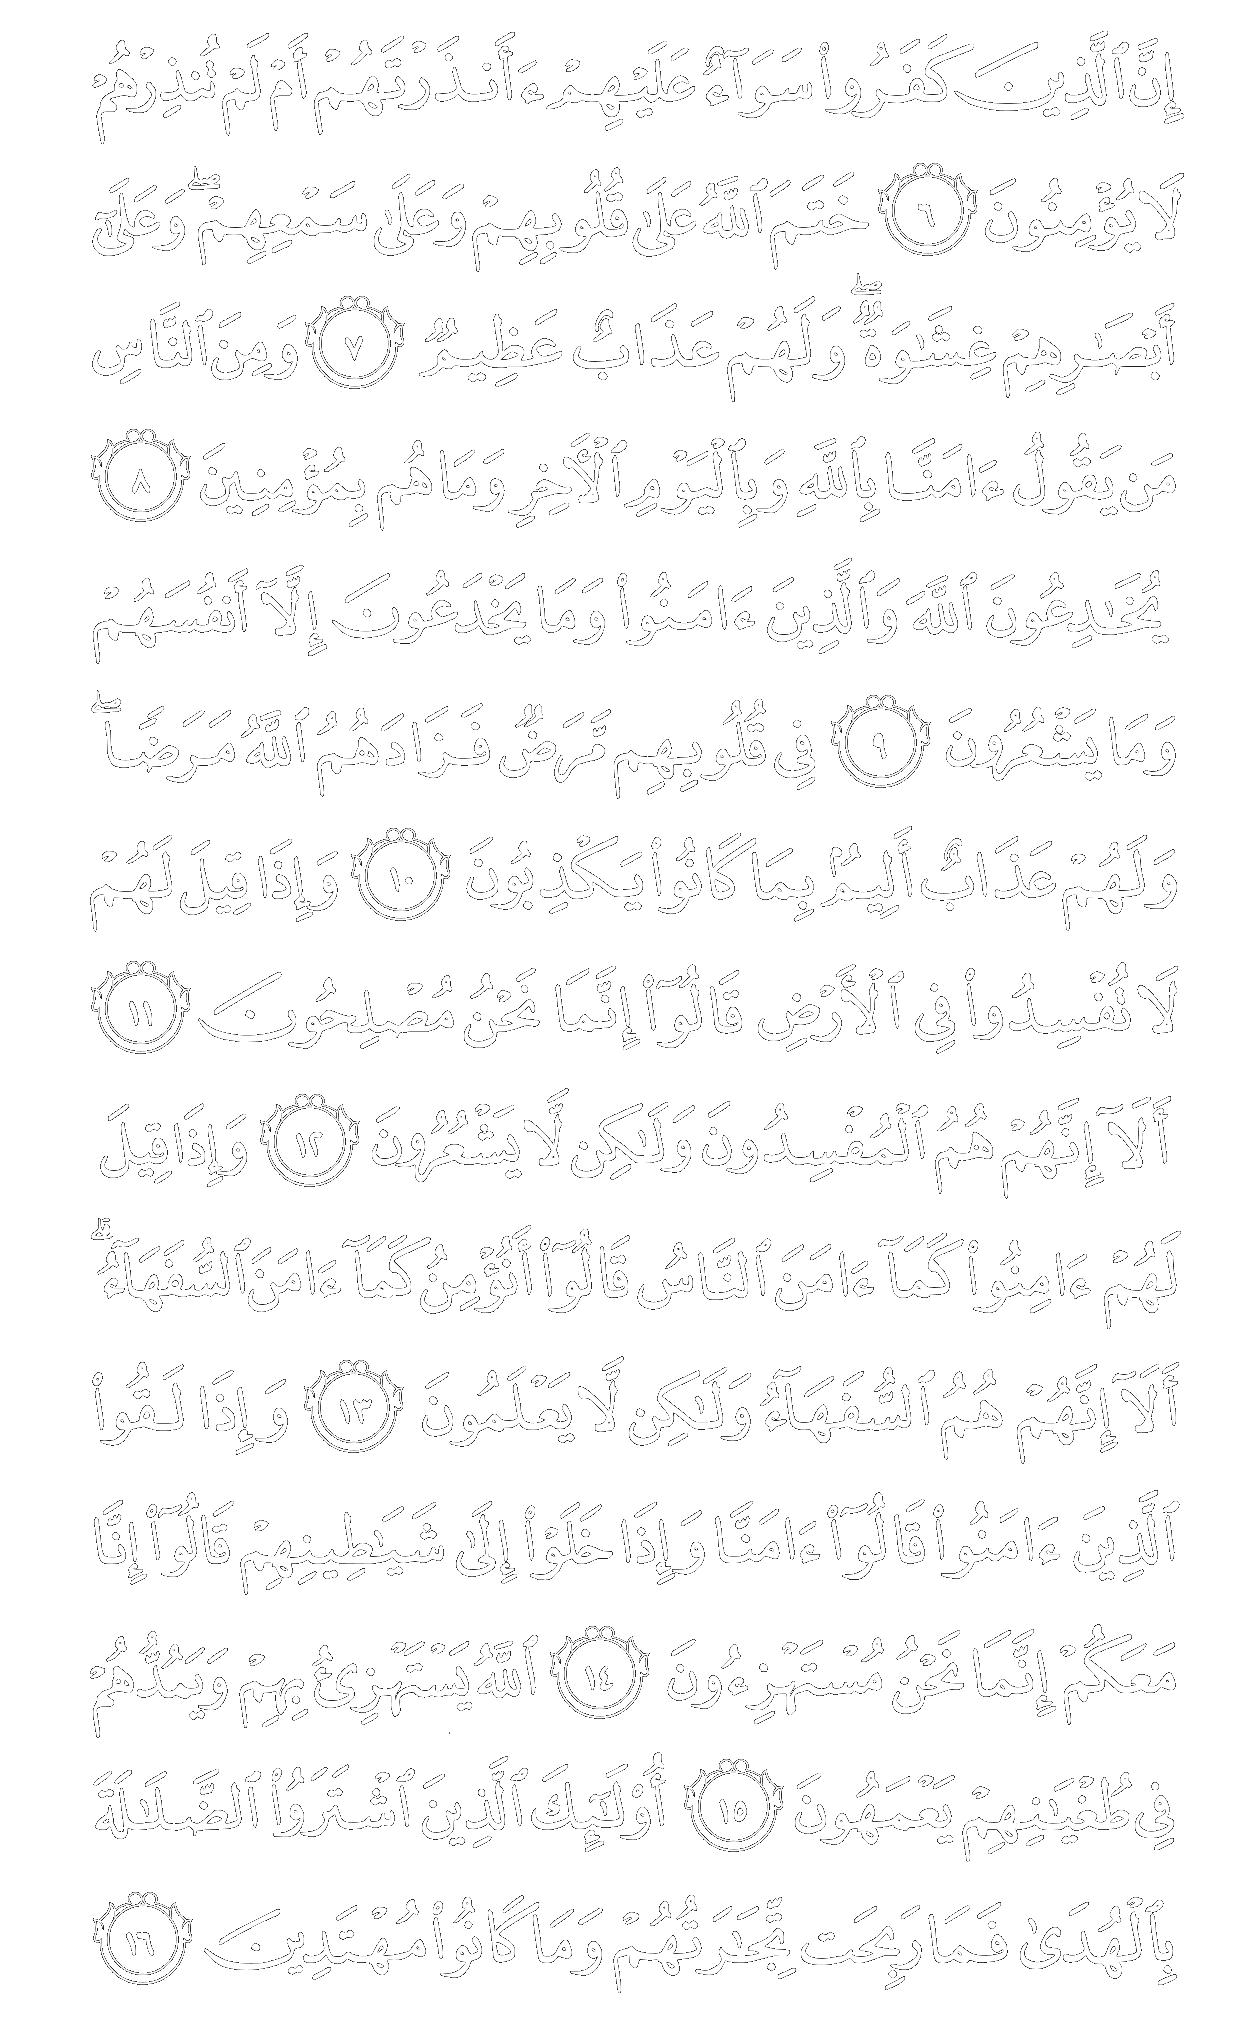 إِنَّ ٱلَّذِينَ كَفَرُوا۟ سَوَآءٌ عَلَيْهِمْ ءَأَنذَرْتَهُمْ أَمْ لَمْ تُنذِرْهُمْ
لَا يُؤْمِنُونَ ٦ خَتَمَ ٱللَّهُ عَلَىٰ قُلُوبِهِمْ وَعَلَىٰ سَمْعِهِمْ ۖ وَعَلَىٰٓ
أَبْصَـٰرِهِمْ غِشَـٰوَةٌ ۖ وَلَهُمْ عَذَابٌ عَظِيمٌ ٧ وَمِنَ ٱلنَّاسِ
مَن يَقُولُ ءَامَنَّا بِٱللَّهِ وَبِٱلْيَوْمِ ٱلْأَخِرِ وَمَا هُم بِمُؤْمِنِينَ ٨
يُخَـٰدِعُونَ ٱللَّهَ وَٱلَّذِينَ ءَامَنُوا۟ وَمَا يَخْدَعُونَ إِلَّآ أَنفُسَهُمْ
وَمَا يَشْعُرُونَ ٩ فِى قُلُوبِهِم مَّرَضٌ فَزَادَهُمُ ٱللَّهُ مَرَضًا ۖ
وَلَهُمْ عَذَابٌ أَلِيمٌۢ بِمَا كَانُوا۟ يَكْذِبُونَ ١٠ وَإِذَا قِيلَ لَهُمْ
لَا تُفْسِدُوا۟ فِى ٱلْأَرْضِ قَالُوٓا۟ إِنَّمَا نَحْنُ مُصْلِحُونَ ١١
أَلَآ إِنَّهُمْ هُمُ ٱلْمُفْسِدُونَ وَلَـٰكِن لَّا يَشْعُرُونَ ١٢ وَإِذَا قِيلَ
لَهُمْ ءَامِنُوا۟ كَمَآ ءَامَنَ ٱلنَّاسُ قَالُوٓا۟ أَنُؤْمِنُ كَمَآ ءَامَنَ ٱلسُّفَهَآءُ ۗ
أَلَآ إِنَّهُمْ هُمُ ٱلسُّفَهَآءُ وَلَـٰكِن لَّا يَعْلَمُونَ ١٣ وَإِذَا لَقُوا۟
ٱلَّذِينَ ءَامَنُوا۟ قَالُوٓا۟ ءَامَنَّا وَإِذَا خَلَوْا۟ إِلَىٰ شَيَـٰطِينِهِمْ قَالُوٓا۟ إِنَّا
مَعَكُمْ إِنَّمَا نَحْنُ مُسْتَهْزِءُونَ ١٤ ٱللَّهُ يَسْتَهْزِئُ بِهِمْ وَيَمُدُّهُمْ
فِى طُغْيَـٰنِهِمْ يَعْمَهُونَ ١٥ أُو۟لَـٰٓئِكَ ٱلَّذِينَ ٱشْتَرَوُا۟ ٱلضَّلَـٰلَةَ
بِٱلْهُدَىٰ فَمَا رَبِحَت تِّجَـٰرَتُهُمْ وَمَا كَانُوا۟ مُهْتَدِينَ ١٦